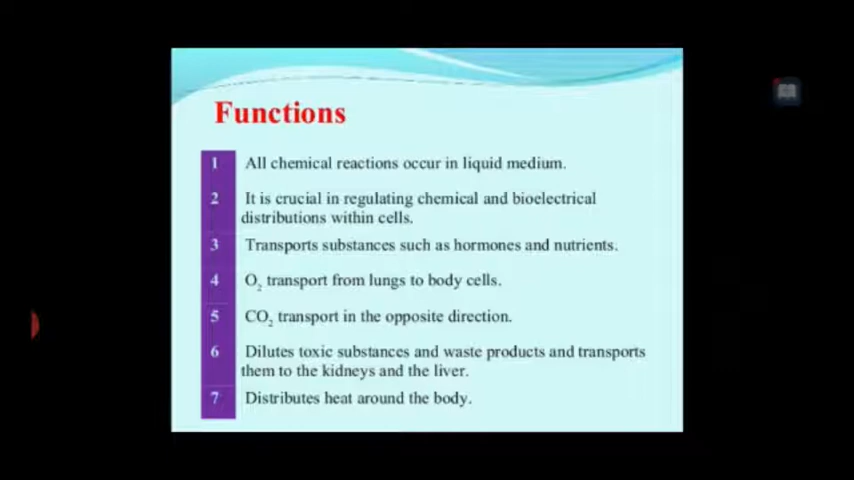 Functions
1 All chemical reactions occur in liquid medium.
2 It is crucial in regulating chemical and bioelectrical
distributions within cells.
3 Transports substances such as hormones and nutrients.
4 O₂ transport from lungs to body cells.
5 CO₂ transport in the opposite direction.
6 Dilutes toxic substances and waste products and transports
them to the kidneys and the liver.
7 Distributes heat around the body.